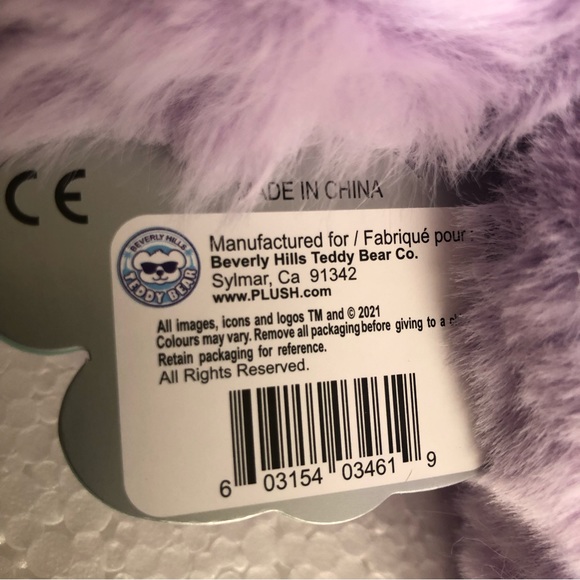 CE
MADE IN CHINA
BEVERLY HILLS
TEDDY BEAR
Manufactured for / Fabriqué pour :
Beverly Hills Teddy Bear Co.
Sylmar, Ca 91342
www.PLUSH.com
All images, icons and logos TM and © 2021
Colours may vary. Remove all packaging before giving to a
Retain packaging for reference.
All Rights Reserved.
6 03154 03461 9